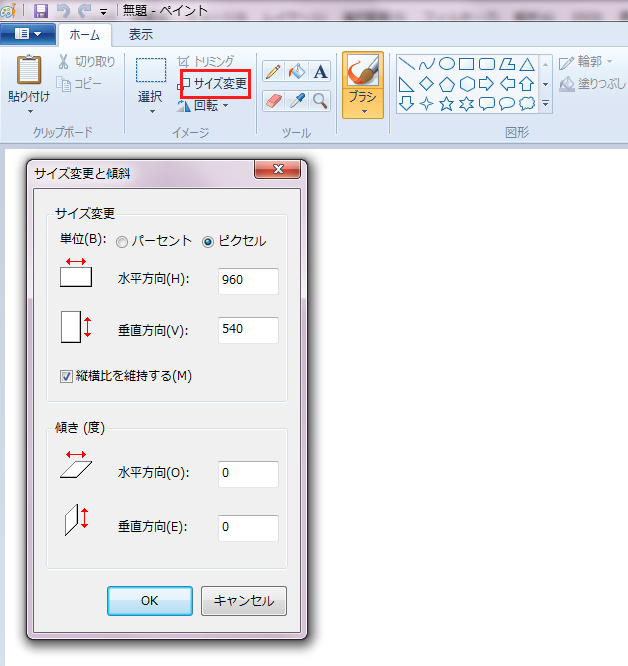 無題 - ペイント
ホーム 表示
貼り付け
切り取り
コピー
クリップボード
選択
トリミング
サイズ変更
回転
イメージ
A
ツール
ブラシ
図形
輪郭
塗りつぶし
サイズ変更と傾斜
サイズ変更
単位(B): パーセント ピクセル
水平方向(H): 960
垂直方向(V): 540
縦横比を維持する(M)
傾き (度)
水平方向(O): 0
垂直方向(E): 0
OK キャンセル